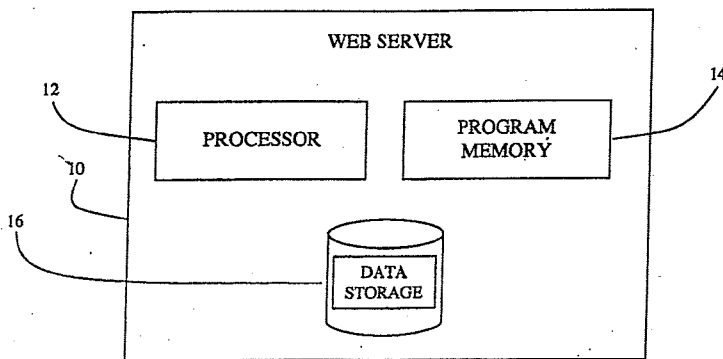 WEB SERVER
14
12
PROCESSOR
PROGRAM
MEMORY
10
16
DATA
STORAGE